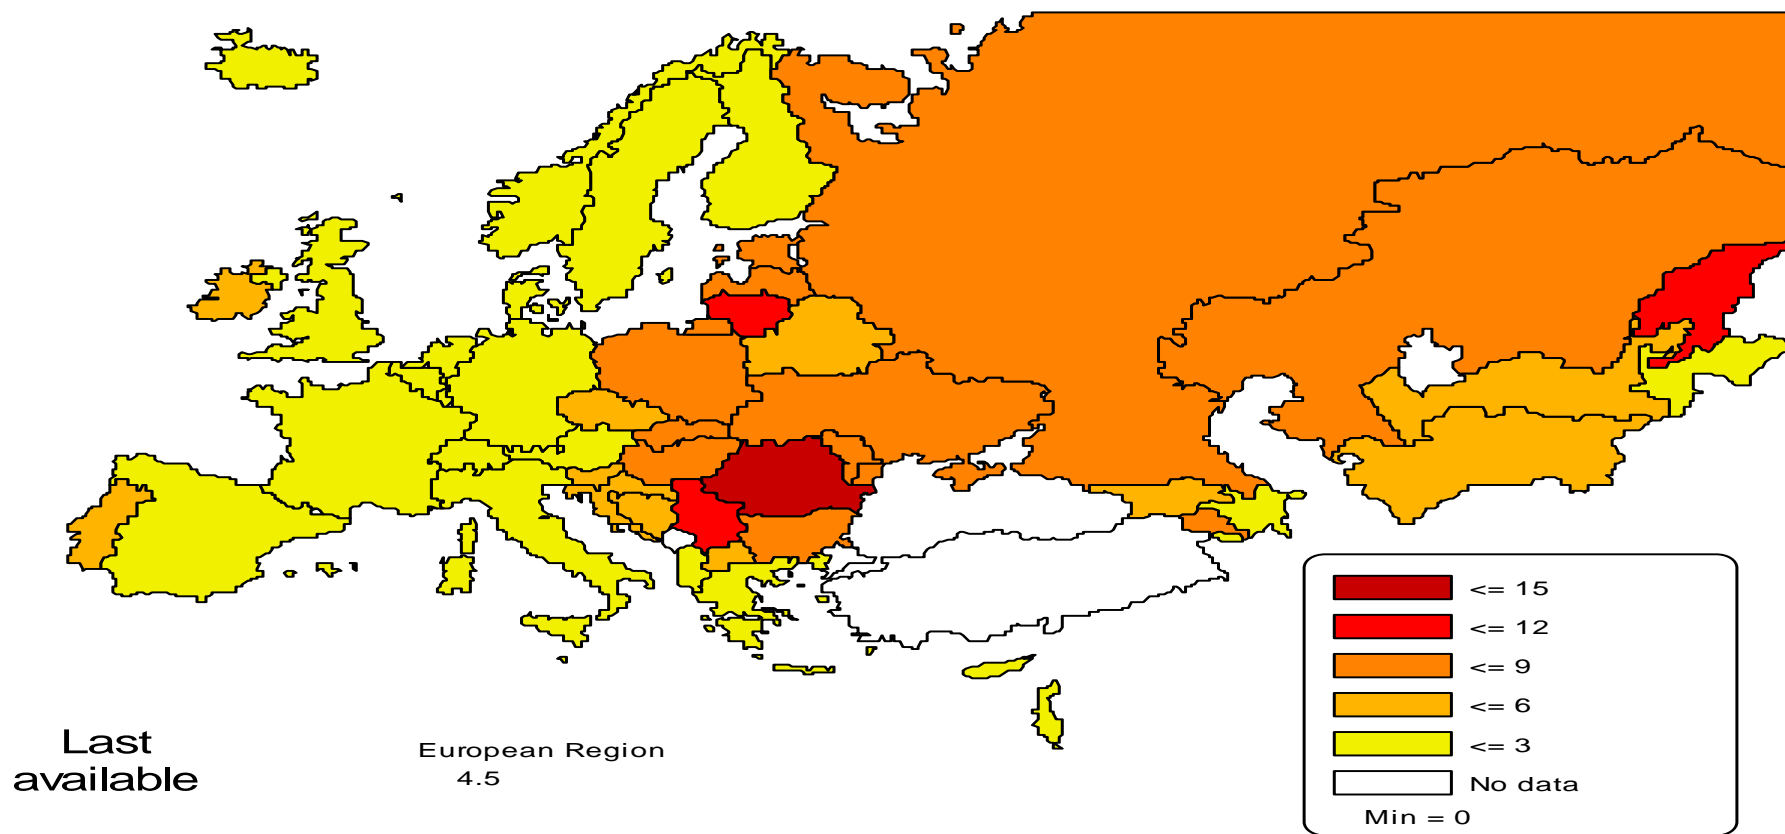 Last
available
European Region
4.5
<= 15
<= 12
<= 9
<= 6
<= 3
No data
Min = 0